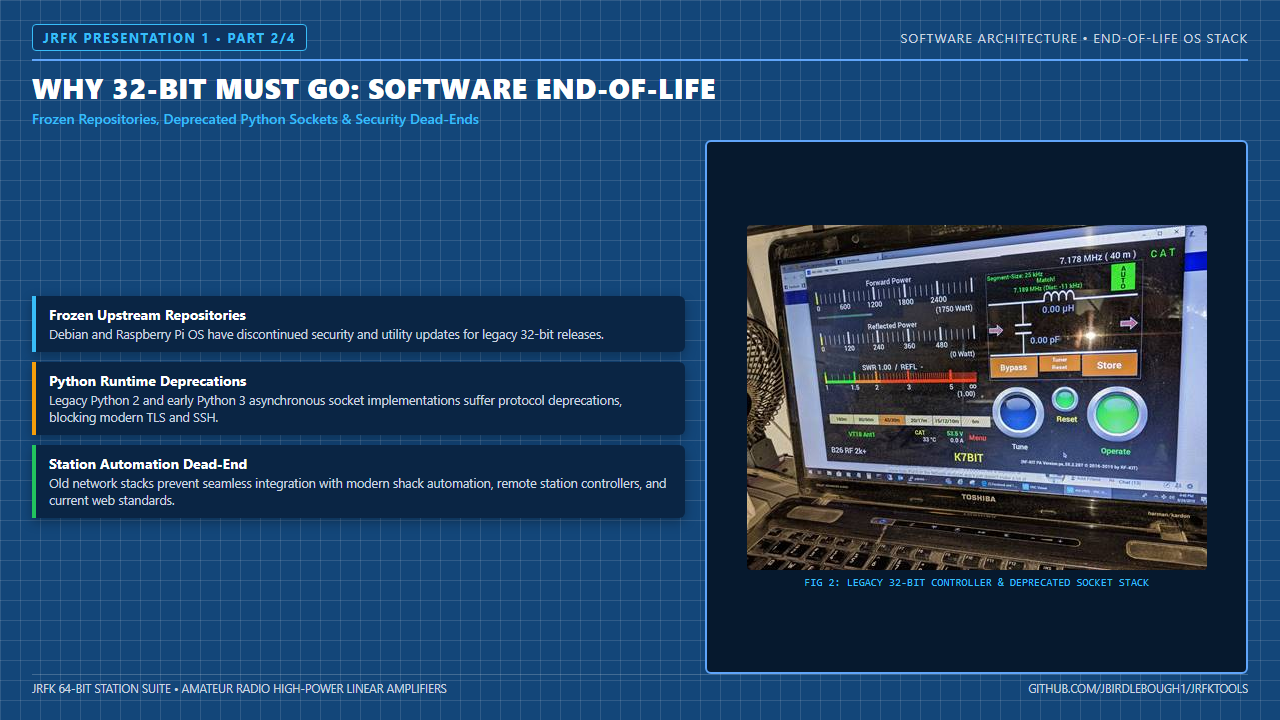 JRFK PRESENTATION 1 • PART 2/4
SOFTWARE ARCHITECTURE • END-OF-LIFE OS STACK
WHY 32-BIT MUST GO: SOFTWARE END-OF-LIFE
Frozen Repositories, Deprecated Python Sockets & Security Dead-Ends
Frozen Upstream Repositories
Debian and Raspberry Pi OS have discontinued security and utility updates for legacy 32-bit releases.
Python Runtime Deprecations
Legacy Python 2 and early Python 3 asynchronous socket implementations suffer protocol deprecations,
blocking modern TLS and SSH.
Station Automation Dead-End
Old network stacks prevent seamless integration with modern shack automation, remote station controllers, and
current web standards.
7.178 MHz ( 40 m )
CAT
Segment-Size: 25 kHz
Match!
7.189 MHz (Dist: -11 kHz)
AUTO
Forward Power
0 600 1200 1800 2400
(1750 Watt)
0.00 µH
Reflected Power
0 120 240 360 480
(0 Watt)
0.00 pF
SWR 1.00 / REFL -
1 1.5 2 3 5 ∞
(1.00)
Bypass
Tuner
Reset
Store
160m 80/60m 40/30m 20/17m 15/12/10m 6m
VT18 Ant1
CAT
33 °C
53.5 V
0.0 A
Menu
B26 RF 2k+
K7BIT
Tune
Reset
Operate
TOSHIBA
harman/kardon
FIG 2: LEGACY 32-BIT CONTROLLER & DEPRECATED SOCKET STACK
JRFK 64-BIT STATION SUITE • AMATEUR RADIO HIGH-POWER LINEAR AMPLIFIERS
GITHUB.COM/JBIRDLEBOUGH1/JRFKTOOLS